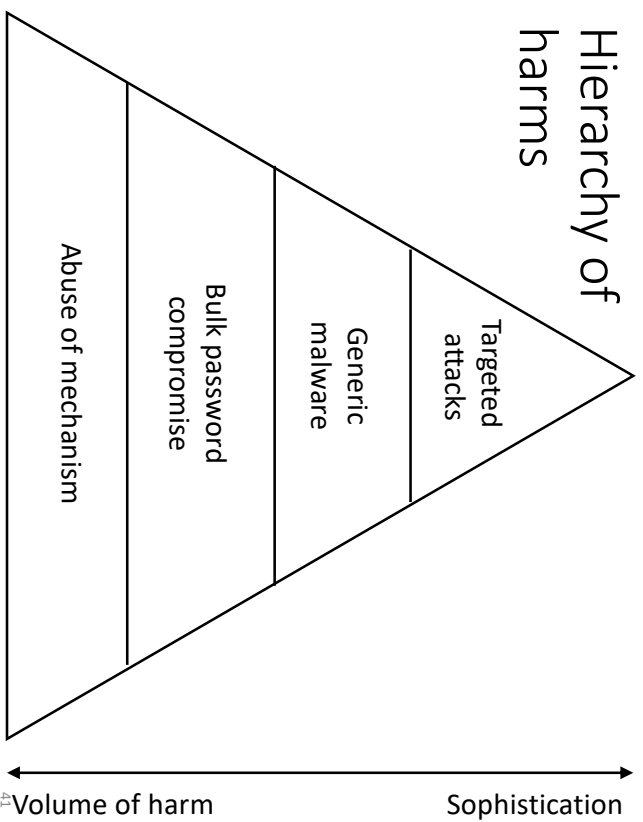 Hierarchy of
harms
Targeted
attacks
Generic
malware
Bulk password
compromise
Abuse of mechanism
Sophistication
Volume of harm
41